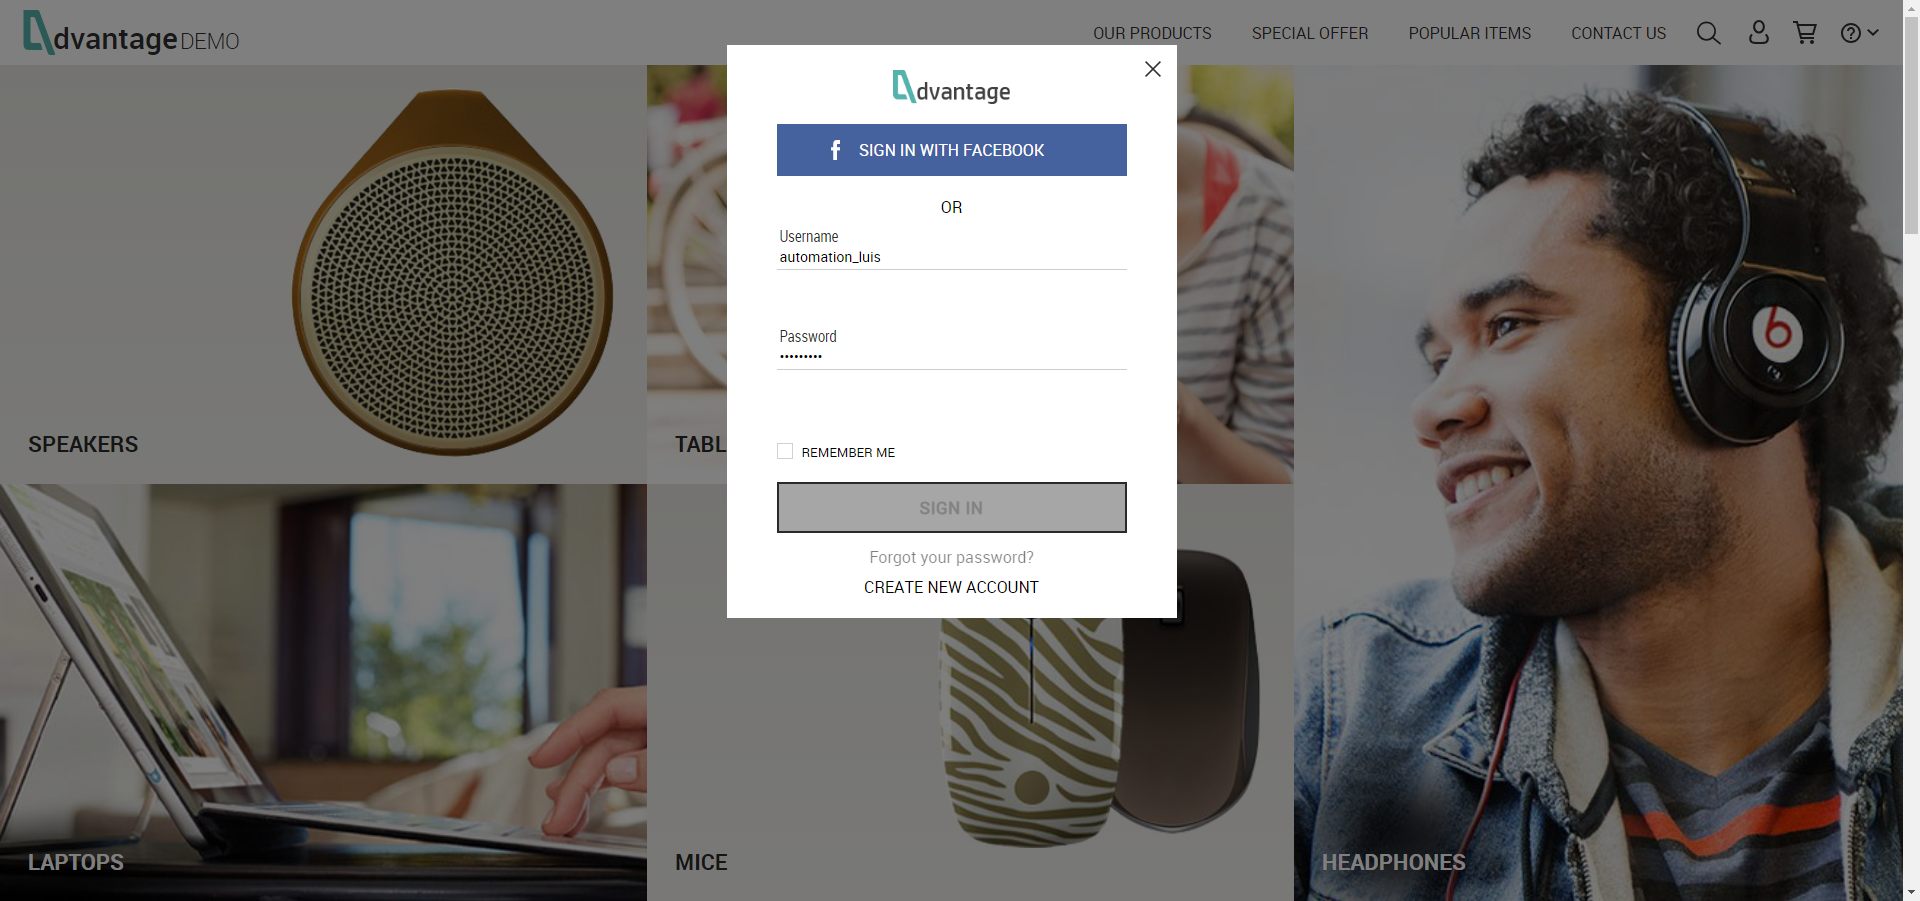 dvantage DEMO
OUR PRODUCTS
SPECIAL OFFER
POPULAR ITEMS
CONTACT US
dvantage
f SIGN IN WITH FACEBOOK
OR
Username
automation_luis
Password
•••••••••
REMEMBER ME
SIGN IN
Forgot your password?
CREATE NEW ACCOUNT
SPEAKERS
TABL
LAPTOPS
MICE
HEADPHONES